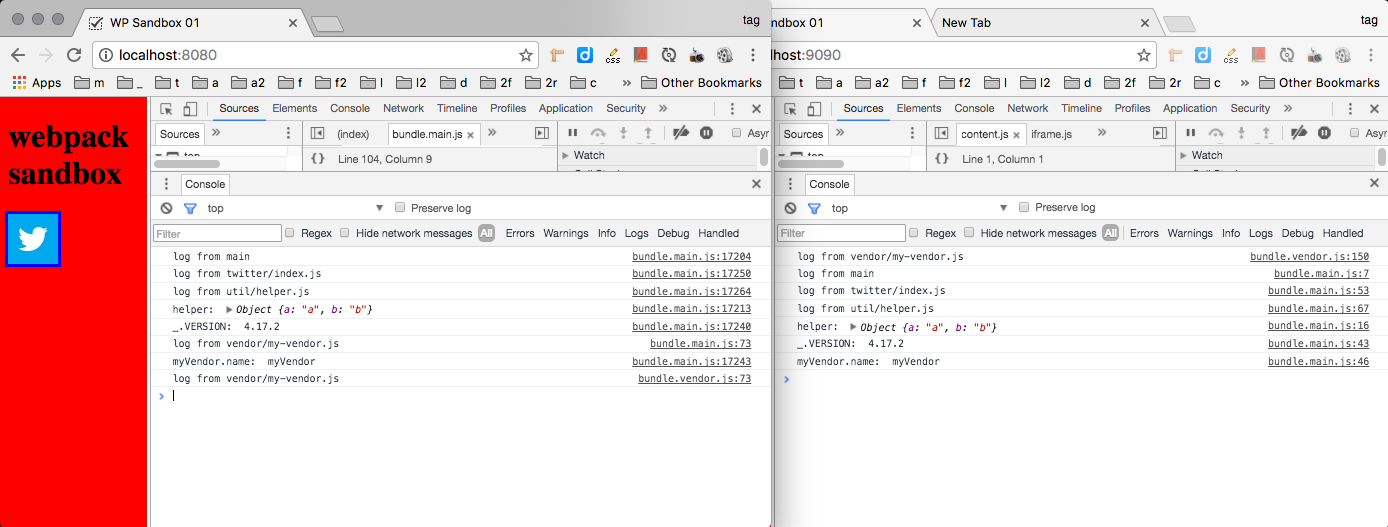 WP Sandbox 01
tag
localhost:8080
css
Apps m _ t a a2 f f2 l l2 d 2f 2r c » Other Bookmarks
webpack
sandbox
Sources Elements Console Network Timeline Profiles Application Security »
Sources » (index) bundle.main.js »
Asyn
top
{} Line 104, Column 9
Watch
Console
top Preserve log
Filter Regex Hide network messages All Errors Warnings Info Logs Debug Handled
log from main bundle.main.js:17204
log from twitter/index.js bundle.main.js:17250
log from util/helper.js bundle.main.js:17264
helper: Object {a: "a", b: "b"} bundle.main.js:17213
_.VERSION: 4.17.2 bundle.main.js:17240
log from vendor/my-vendor.js bundle.main.js:73
myVendor.name: myVendor bundle.main.js:17243
log from vendor/my-vendor.js bundle.vendor.js:73
ndbox 01 New Tab
tag
lhost:9090
css
t a a2 f f2 l l2 d 2f 2r c » Other Bookmarks
Sources Elements Console Network Timeline Profiles Application Security »
Sources » content.js iframe.js »
Asyn
top
{} Line 1, Column 1
Watch
Console
top Preserve log
Filter Regex Hide network messages All Errors Warnings Info Logs Debug Handled
log from vendor/my-vendor.js bundle.vendor.js:150
log from main bundle.main.js:7
log from twitter/index.js bundle.main.js:53
log from util/helper.js bundle.main.js:67
helper: Object {a: "a", b: "b"} bundle.main.js:16
_.VERSION: 4.17.2 bundle.main.js:43
myVendor.name: myVendor bundle.main.js:46